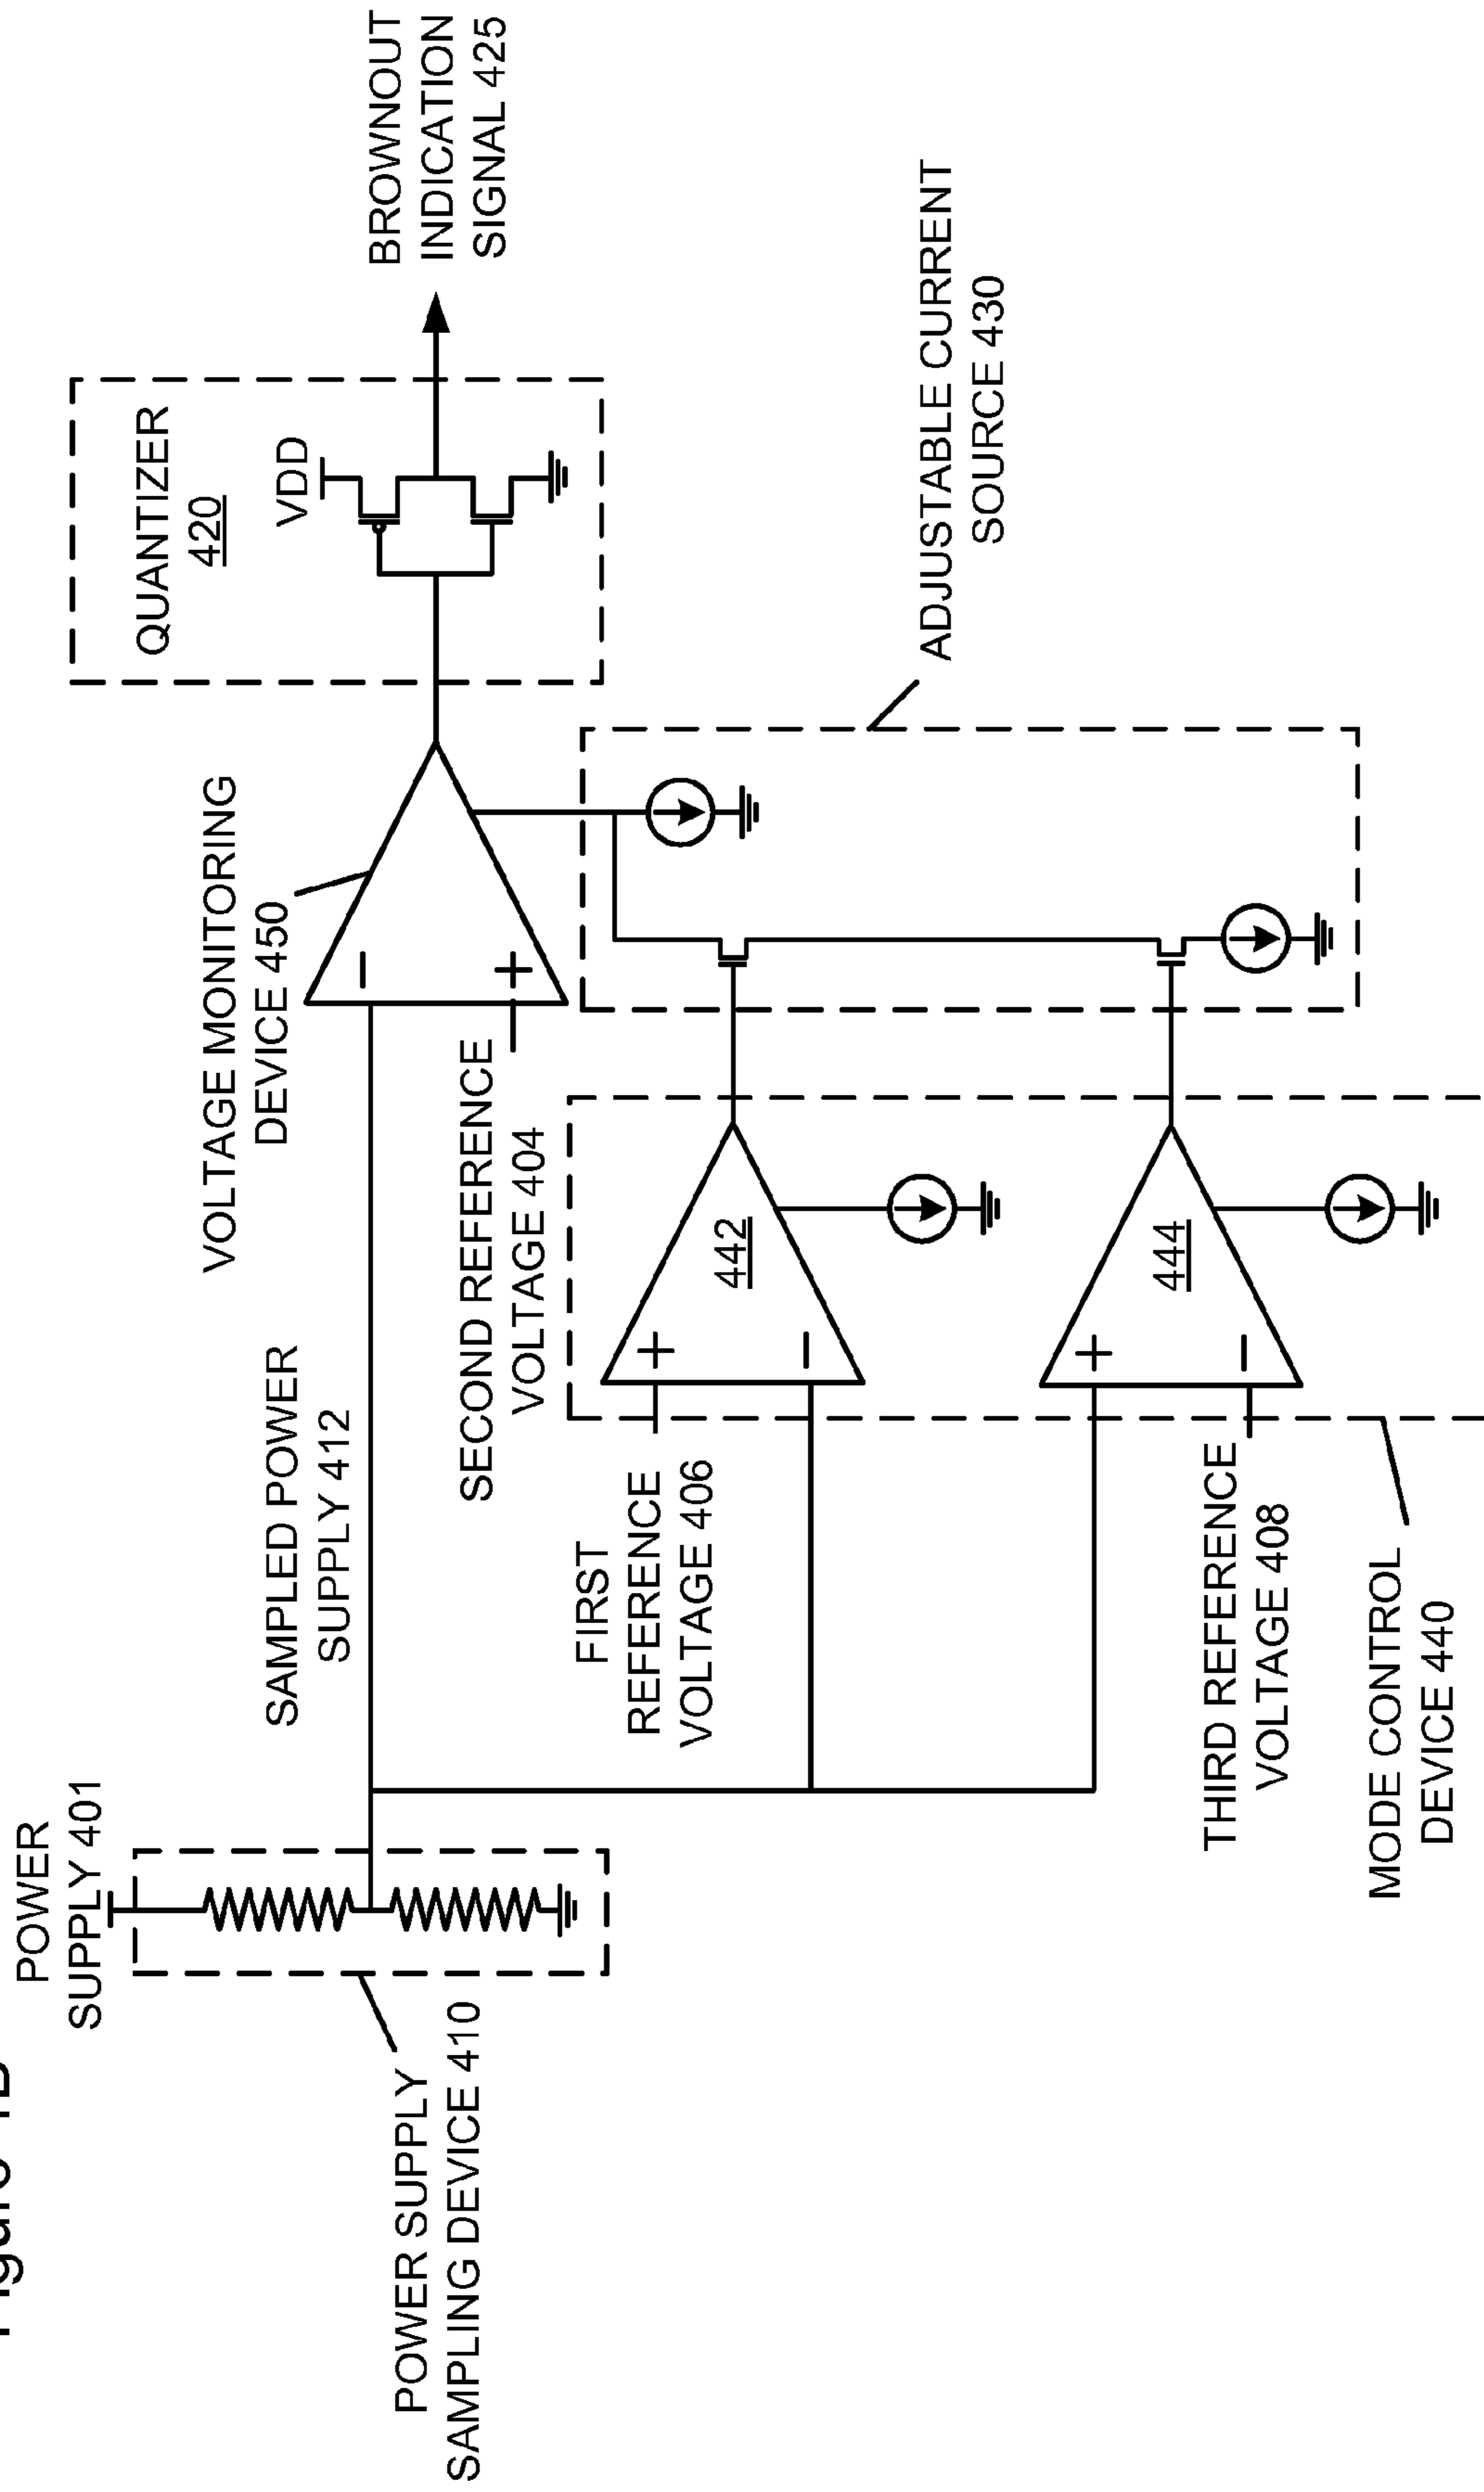 POWER
SUPPLY 401
POWER SUPPLY
SAMPLING DEVICE 410
SAMPLED POWER
SUPPLY 412
VOLTAGE MONITORING
DEVICE 450
QUANTIZER
420
VDD
BROWNOUT
INDICATION
SIGNAL 425
SECOND REFERENCE
VOLTAGE 404
FIRST
REFERENCE
VOLTAGE 406
442
ADJUSTABLE CURRENT
SOURCE 430
THIRD REFERENCE
VOLTAGE 408
444
MODE CONTROL
DEVICE 440